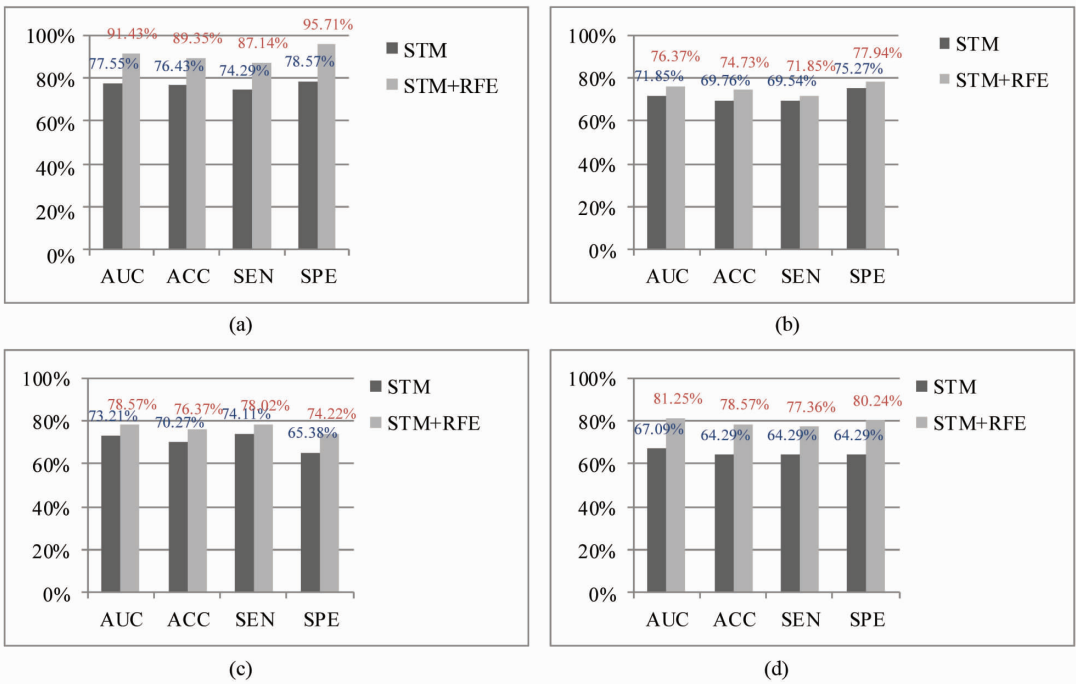 100%
80%
60%
40%
20%
0%
91.43%
89.35%
87.14%
95.71%
77.55%
76.43%
74.29%
78.57%
AUC
ACC
SEN
SPE
STM
STM+RFE
(a)
100%
80%
60%
40%
20%
0%
76.37%
74.73%
71.85%
77.94%
71.85%
69.76%
69.54%
75.27%
AUC
ACC
SEN
SPE
STM
STM+RFE
(b)
100%
80%
60%
40%
20%
0%
78.57%
76.37%
78.02%
74.22%
73.21%
70.27%
74.11%
65.38%
AUC
ACC
SEN
SPE
STM
STM+RFE
(c)
100%
80%
60%
40%
20%
0%
81.25%
78.57%
77.36%
80.24%
67.09%
64.29%
64.29%
64.29%
AUC
ACC
SEN
SPE
STM
STM+RFE
(d)